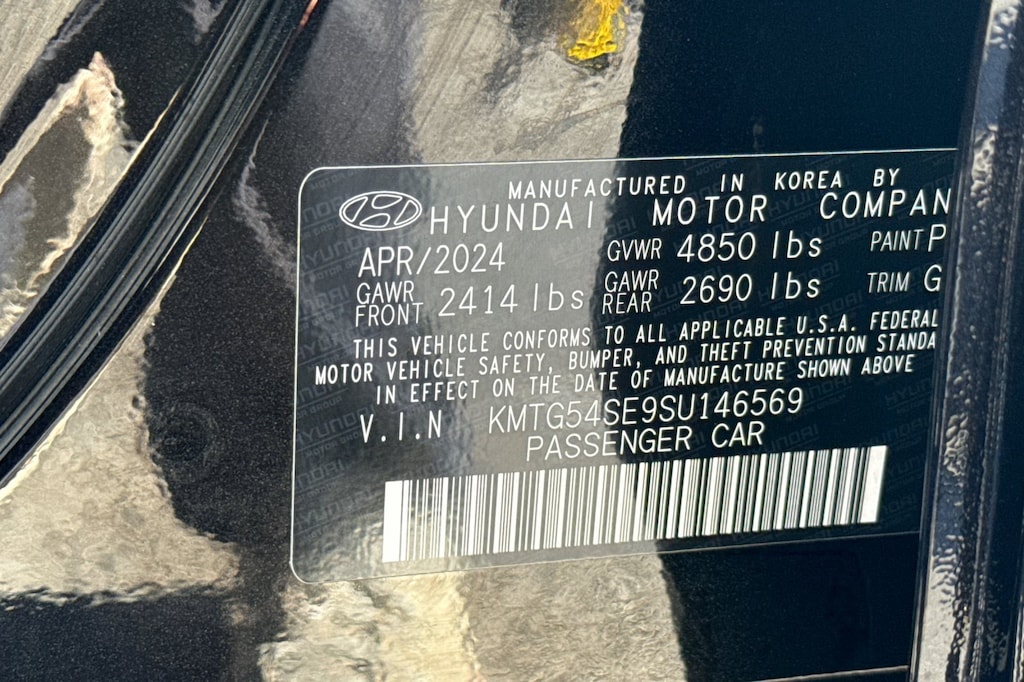 MANUFACTURED IN KOREA BY
HYUNDAI MOTOR COMPAN
APR/2024 GVWR 4850 lbs PAINT P
GAWR FRONT 2414 lbs GAWR REAR 2690 lbs TRIM G
THIS VEHICLE CONFORMS TO ALL APPLICABLE U.S.A. FEDERAL
MOTOR VEHICLE SAFETY, BUMPER, AND THEFT PREVENTION STANDA
IN EFFECT ON THE DATE OF MANUFACTURE SHOWN ABOVE
V.I.N KMTG54SE9SU146569
PASSENGER CAR